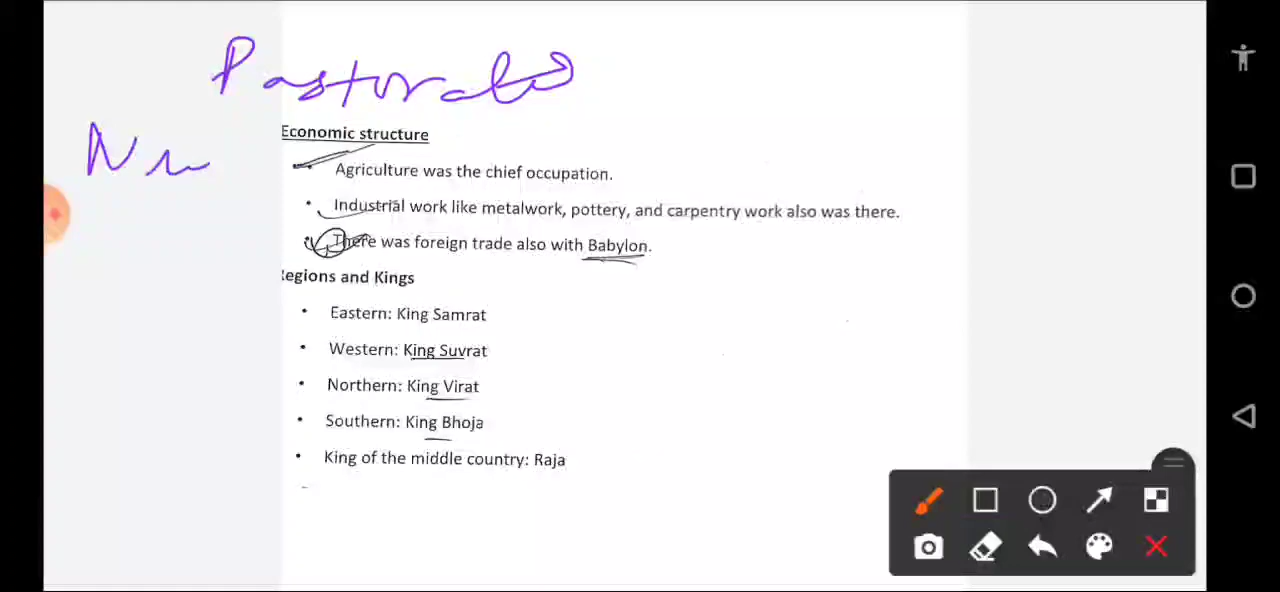 Pastoral
Economic structure
• Agriculture was the chief occupation.
• Industrial work like metalwork, pottery, and carpentry work also was there.
• There was foreign trade also with Babylon.
Regions and Kings
• Eastern: King Samrat
• Western: King Suvrat
• Northern: King Virat
• Southern: King Bhoja
• King of the middle country: Raja